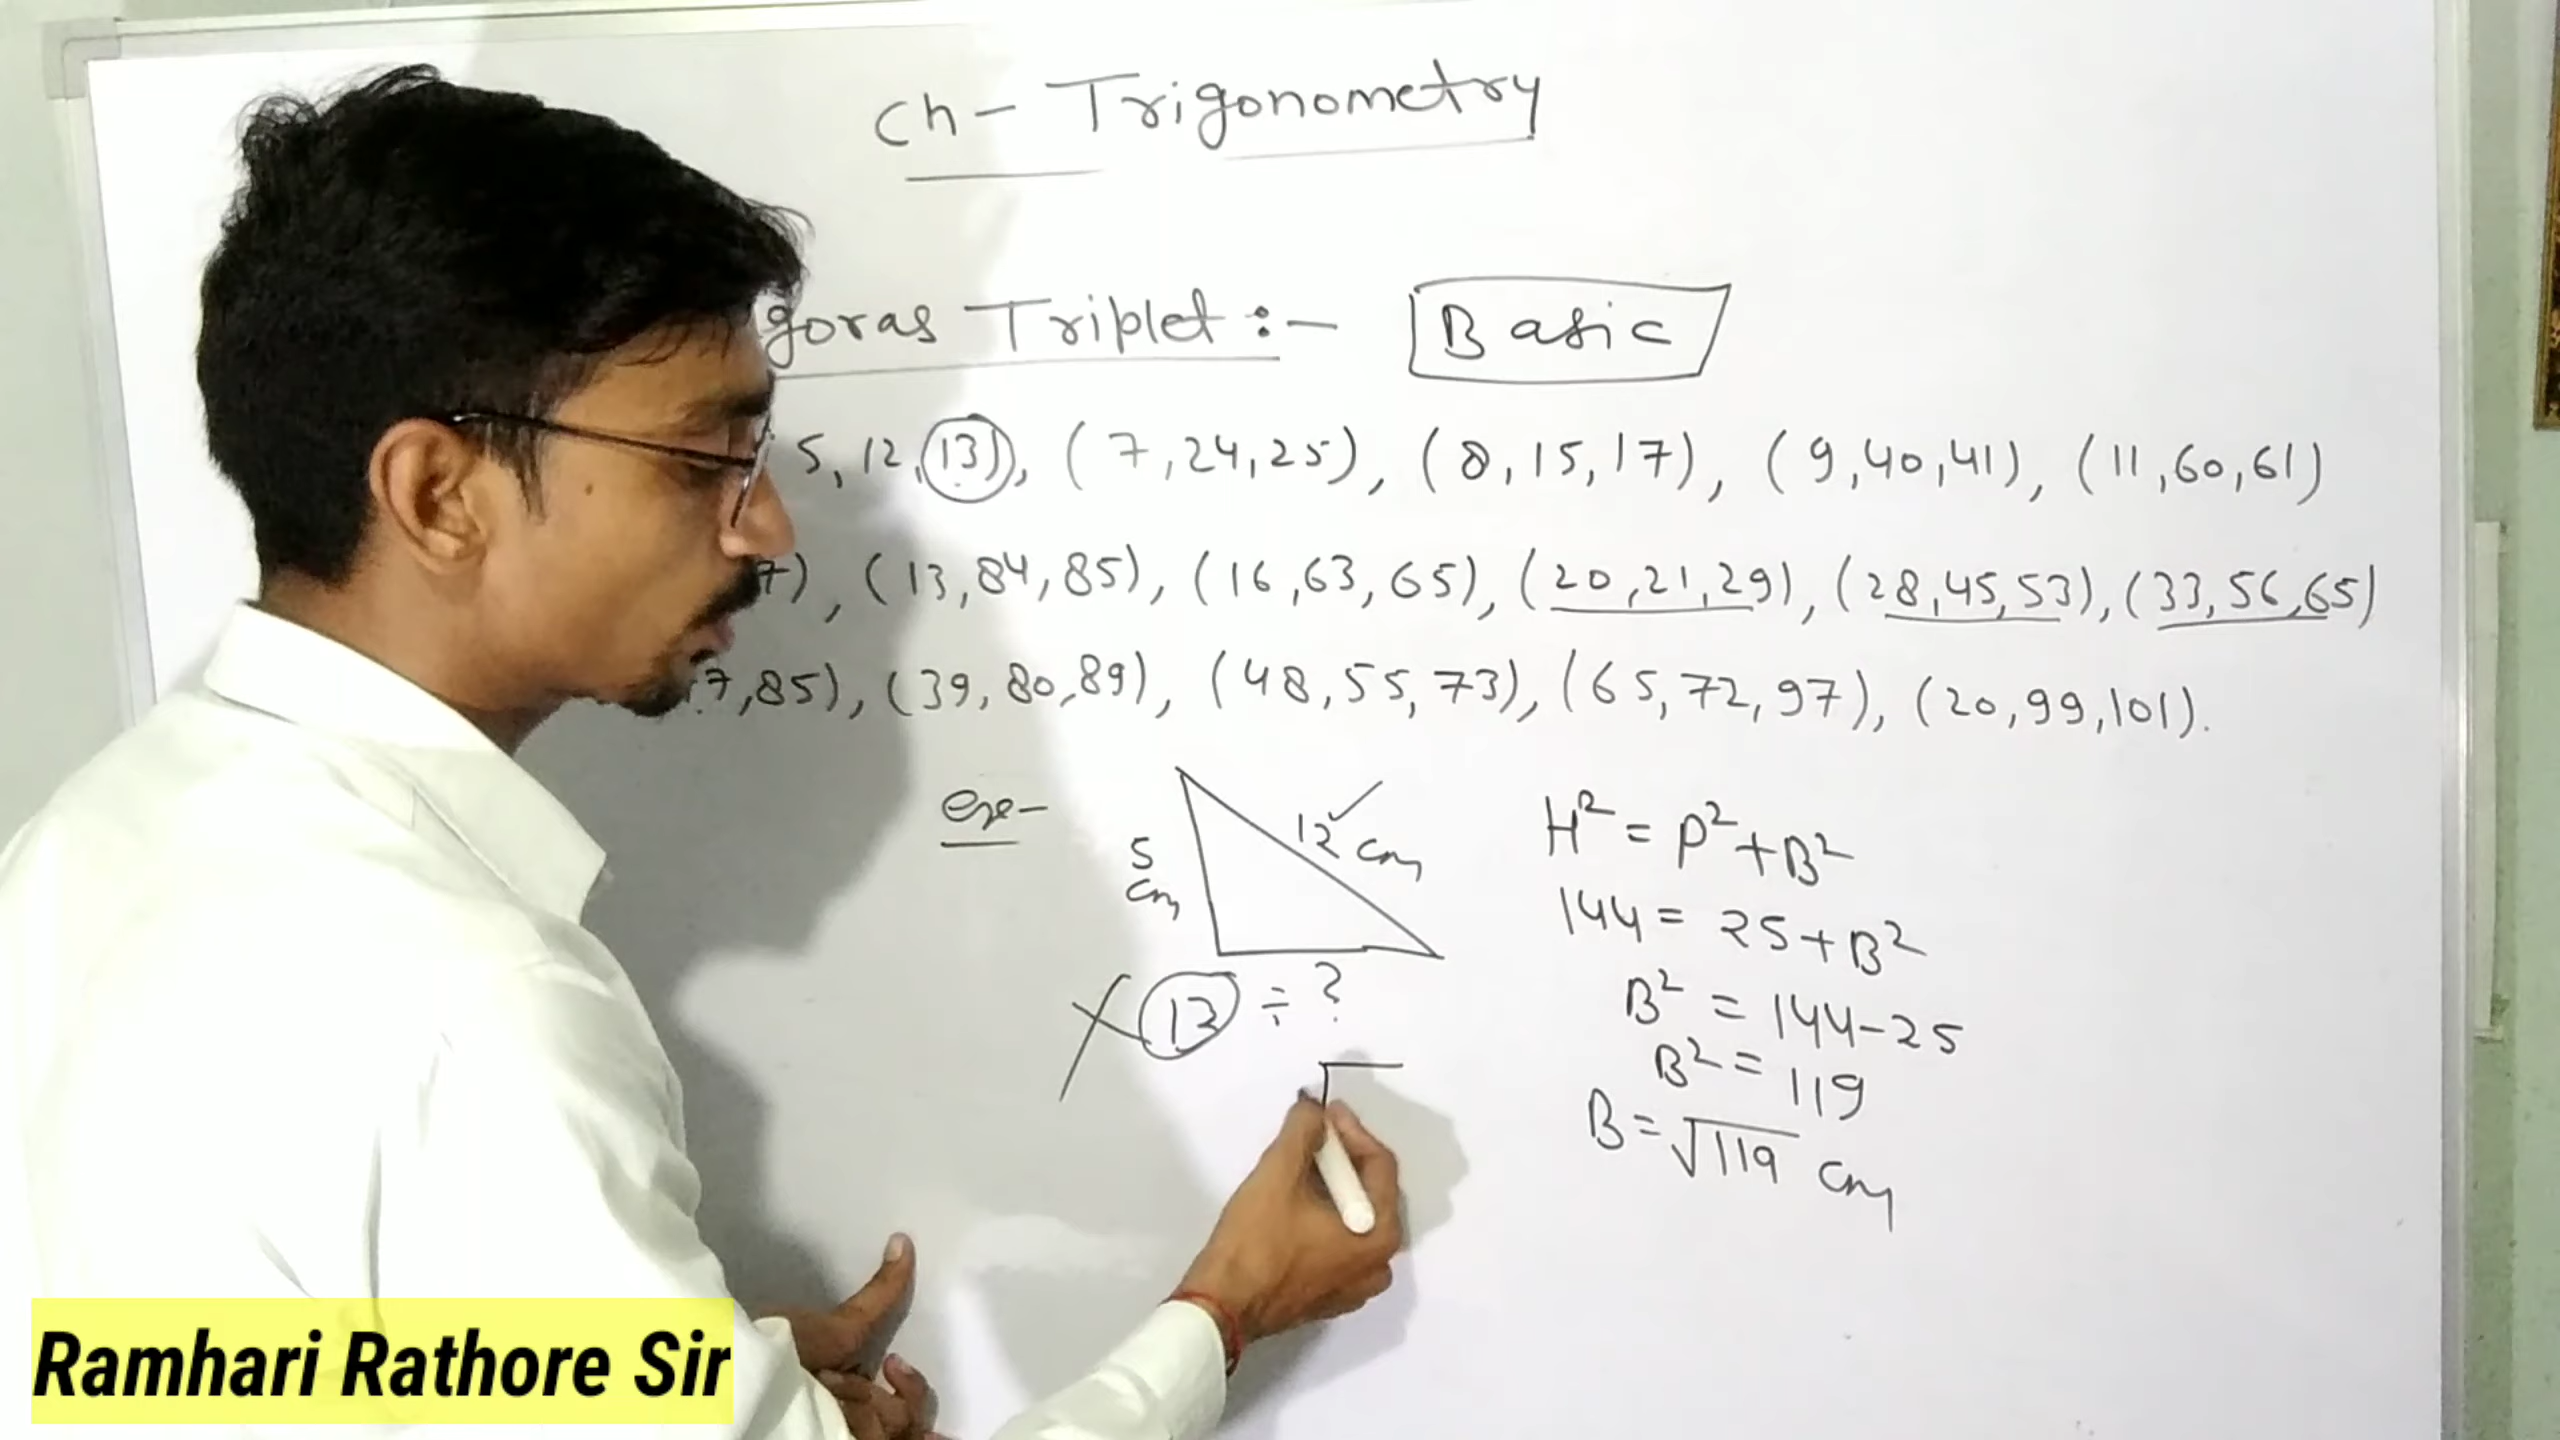 Ch- Trigonometry
goras Triplet :- Basic
5, 12, 13), (7, 24, 25), (8, 15, 17), (9, 40, 41), (11, 60, 61)
7), (13, 84, 85), (16, 63, 65), (20, 21, 29), (28, 45, 53), (33, 56, 65)
7, 85), (39, 80, 89), (48, 55, 73), (65, 72, 97), (20, 99, 101).
ex-
12 cm
5
cm
13 ÷ ?
H² = P² + B²
144 = 25 + B²
B² = 144 - 25
B² = 119
B = √119 cm
Ramhari Rathore Sir